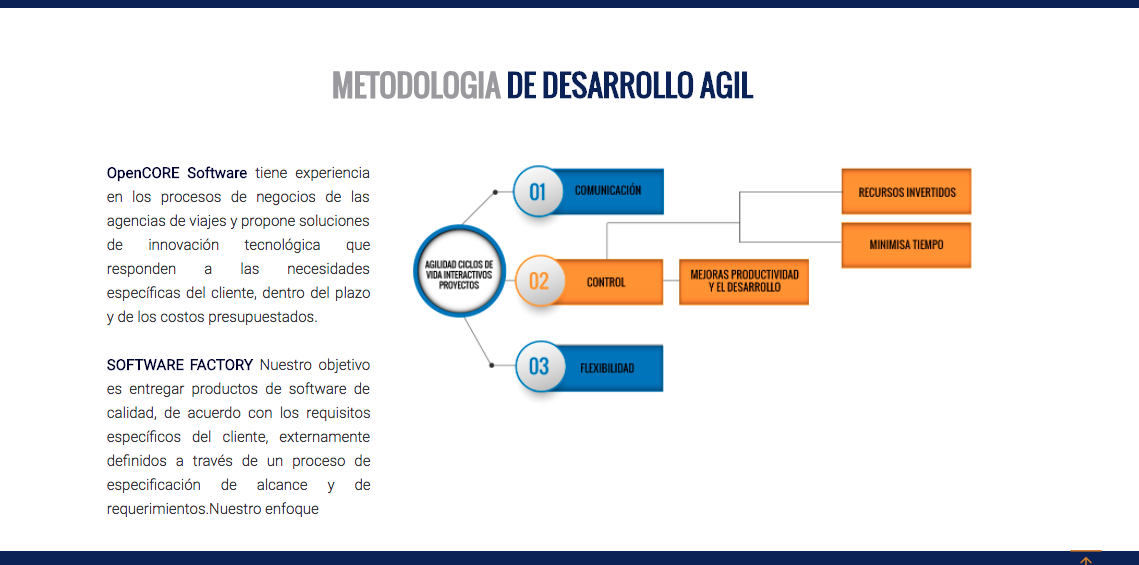 METODOLOGIA DE DESARROLLO AGIL
OpenCORE Software tiene experiencia
en los procesos de negocios de las
agencias de viajes y propone soluciones
de innovación tecnológica que
responden a las necesidades
específicas del cliente, dentro del plazo
y de los costos presupuestados.
SOFTWARE FACTORY Nuestro objetivo
es entregar productos de software de
calidad, de acuerdo con los requisitos
específicos del cliente, externamente
definidos a través de un proceso de
especificación de alcance y de
requerimientos.Nuestro enfoque
AGILIDAD CICLOS DE
VIDA INTERACTIVOS
PROYECTOS
01
COMUNICACIÓN
02
CONTROL
MEJORAS PRODUCTIVIDAD
Y EL DESARROLLO
RECURSOS INVERTIDOS
MINIMISA TIEMPO
03
FLEXIBILIDAD